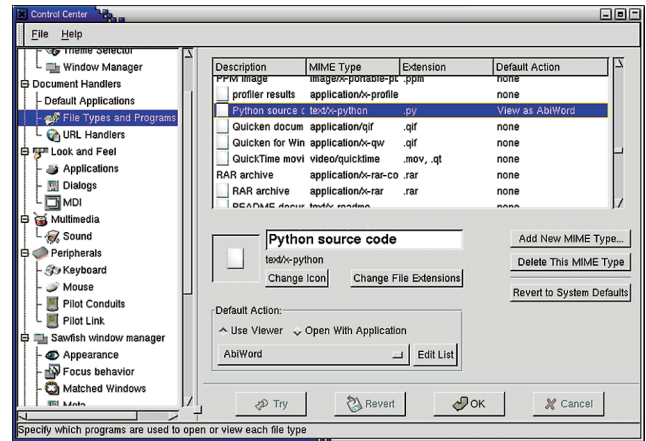 Control Center
File Help
Theme Selector
Window Manager
Document Handlers
Default Applications
File Types and Programs
URL Handlers
Look and Feel
Applications
Dialogs
MDI
Multimedia
Sound
Peripherals
Keyboard
Mouse
Pilot Conduits
Pilot Link
Sawfish window manager
Appearance
Focus behavior
Matched Windows
Meta
Description MIME Type Extension Default Action
PPM image image/x-portable-pi .ppm none
profiler results application/x-profile none
Python source c text/x-python .py View as AbiWord
Quicken docum application/qif .qif none
Quicken for Win application/x-qw .qif none
QuickTime movi video/quicktime .mov, .qt none
RAR archive application/x-rar-co .rar none
RAR archive application/x-rar .rar none
README docur text/x-readme none
Python source code
text/x-python
Change Icon Change File Extensions
Add New MIME Type...
Delete This MIME Type
Revert to System Defaults
Default Action:
Use Viewer Open With Application
AbiWord Edit List
Try Revert OK Cancel
Specify which programs are used to open or view each file type